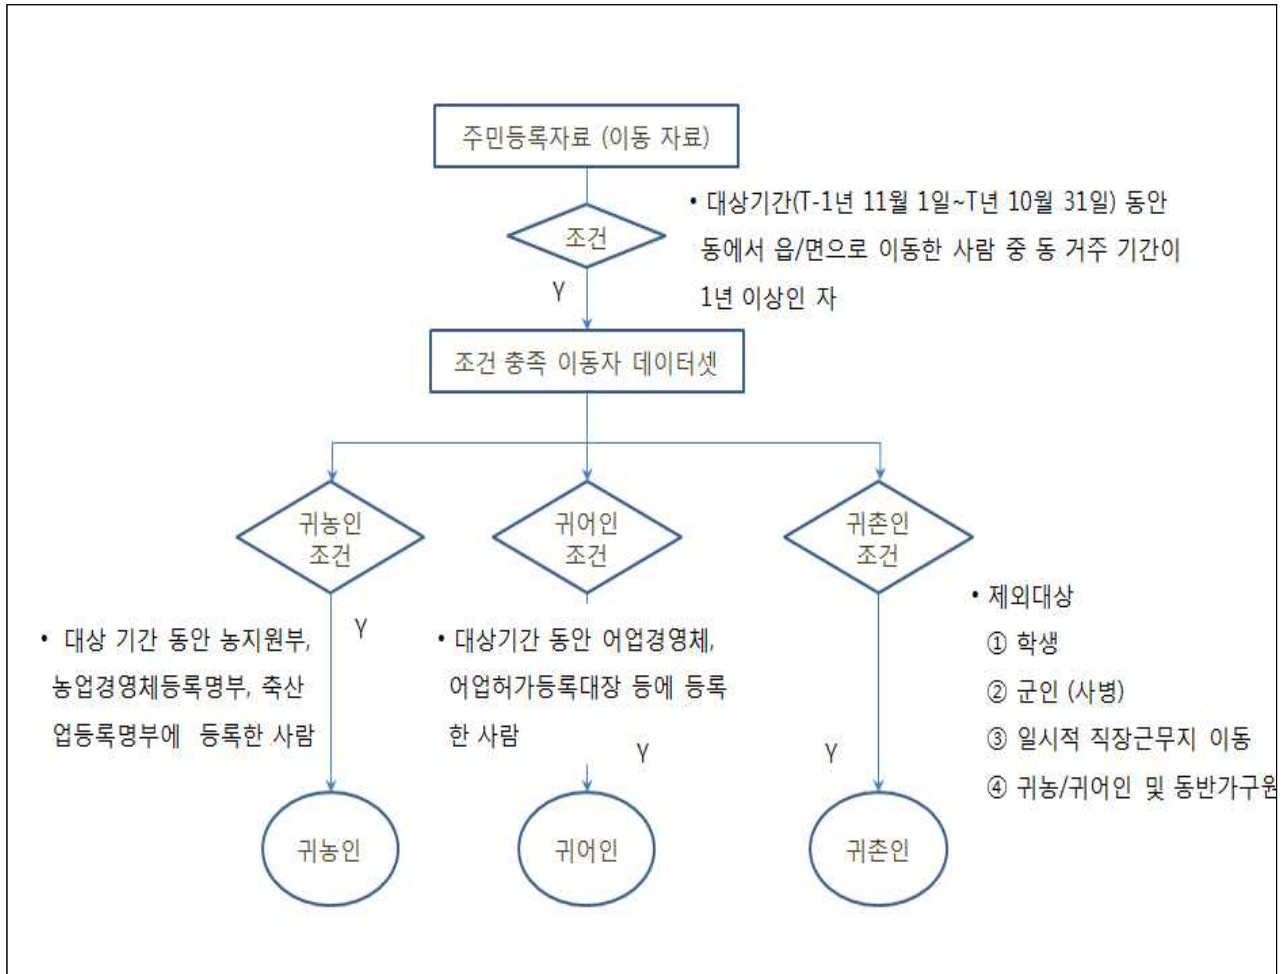 주민등록자료 (이동 자료)
조건
• 대상기간(T-1년 11월 1일~T년 10월 31일) 동안
동에서 읍/면으로 이동한 사람 중 동 거주 기간이
1년 이상인 자
Y
조건 충족 이동자 데이터셋
귀농인
조건
귀어인
조건
귀촌인
조건
Y
• 대상 기간 동안 농지원부,
농업경영체등록명부, 축산
업등록명부에 등록한 사람
• 대상기간 동안 어업경영체,
어업허가등록대장 등에 등록
한 사람
Y
Y
• 제외대상
① 학생
② 군인 (사병)
③ 일시적 직장근무지 이동
④ 귀농/귀어인 및 동반가구원
귀농인
귀어인
귀촌인